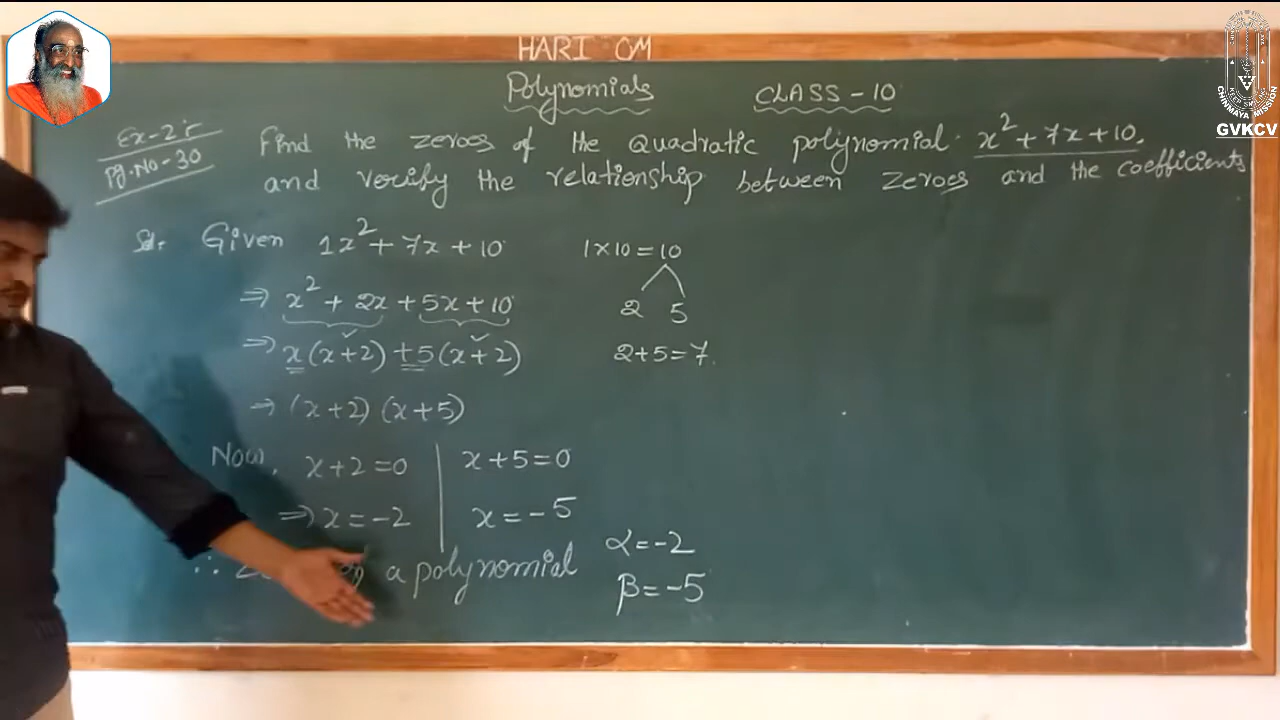 HARI OM
Polynomials CLASS - 10
Ex-2:
Pg.No-30
Find the zeroes of the Quadratic polynomial x² + 7x + 10.
and verify the relationship between zeroes and the coefficients
Sol: Given 1x² + 7x + 10
1 × 10 = 10
⇒ x² + 2x + 5x + 10
2 5
⇒ x(x+2) + 5(x+2)
2+5=7.
⇒ (x+2) (x+5)
Now, x+2=0 x+5=0
⇒ x = -2 x = -5
∴ a polynomial
α = -2
β = -5
CHINMAYA MISSION
GVKCV